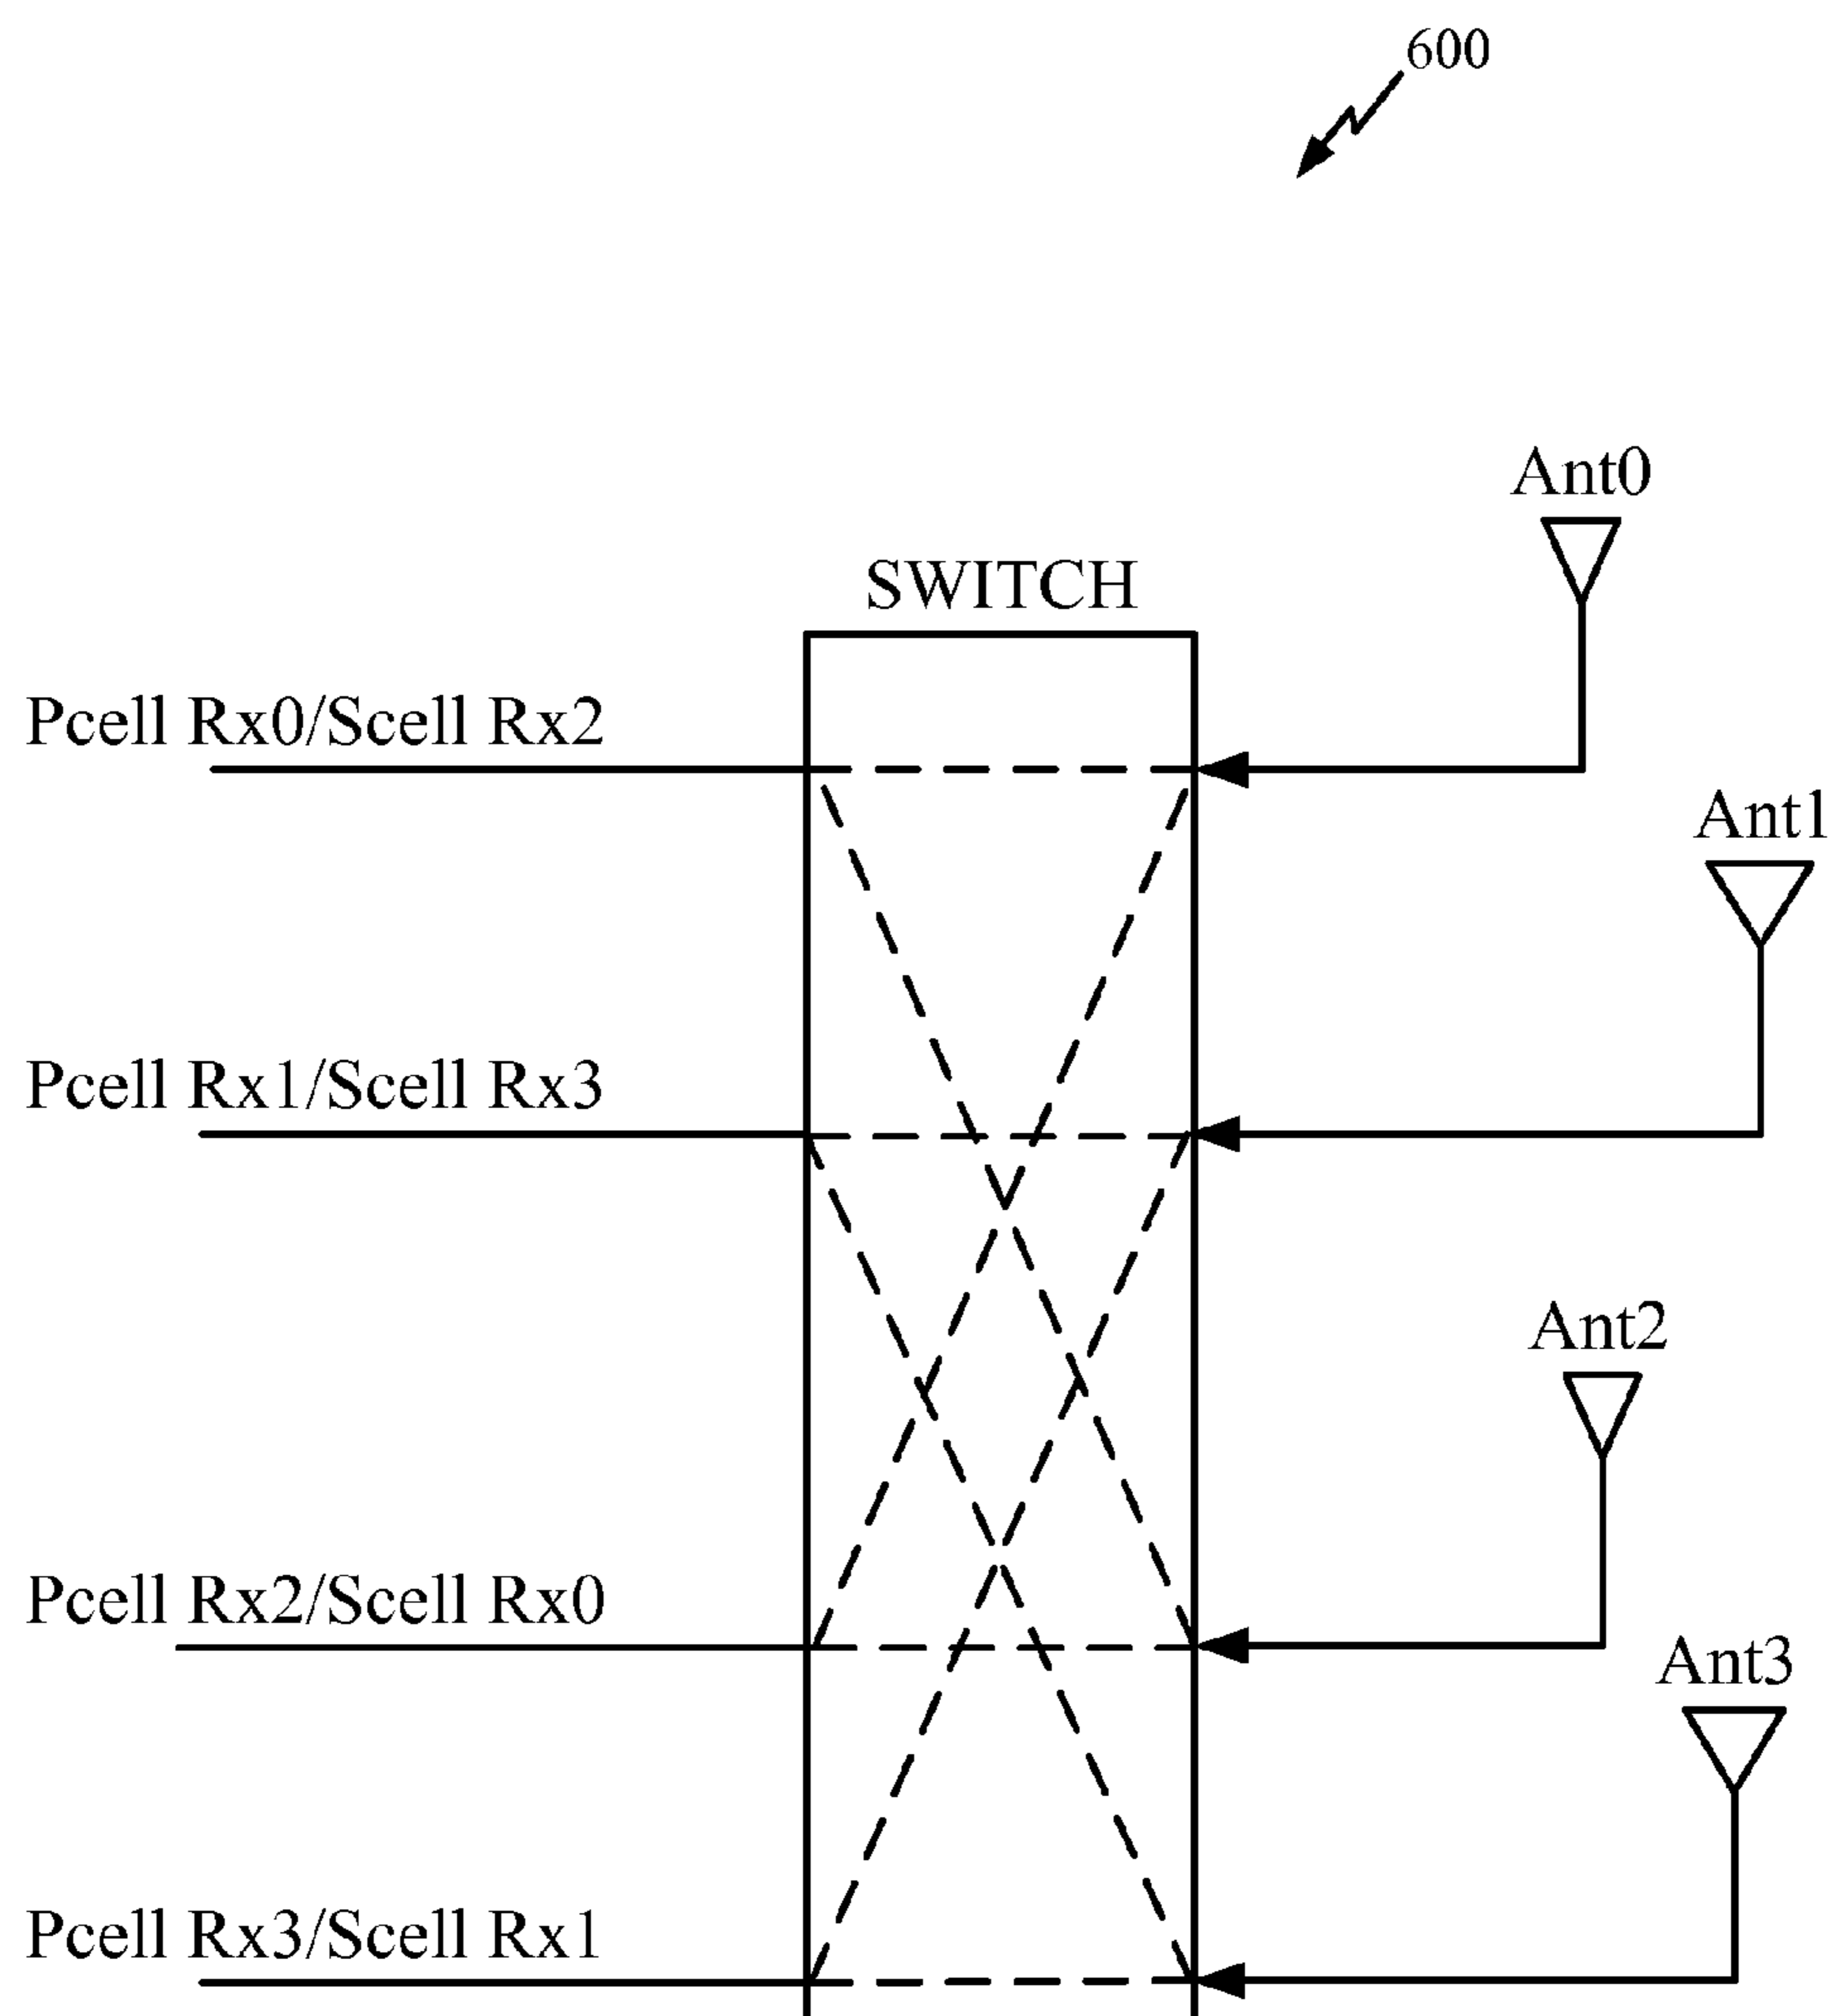 600
Ant0
SWITCH
Pcell Rx0/Scell Rx2
Ant1
Pcell Rx1/Scell Rx3
Ant2
Pcell Rx2/Scell Rx0
Ant3
Pcell Rx3/Scell Rx1